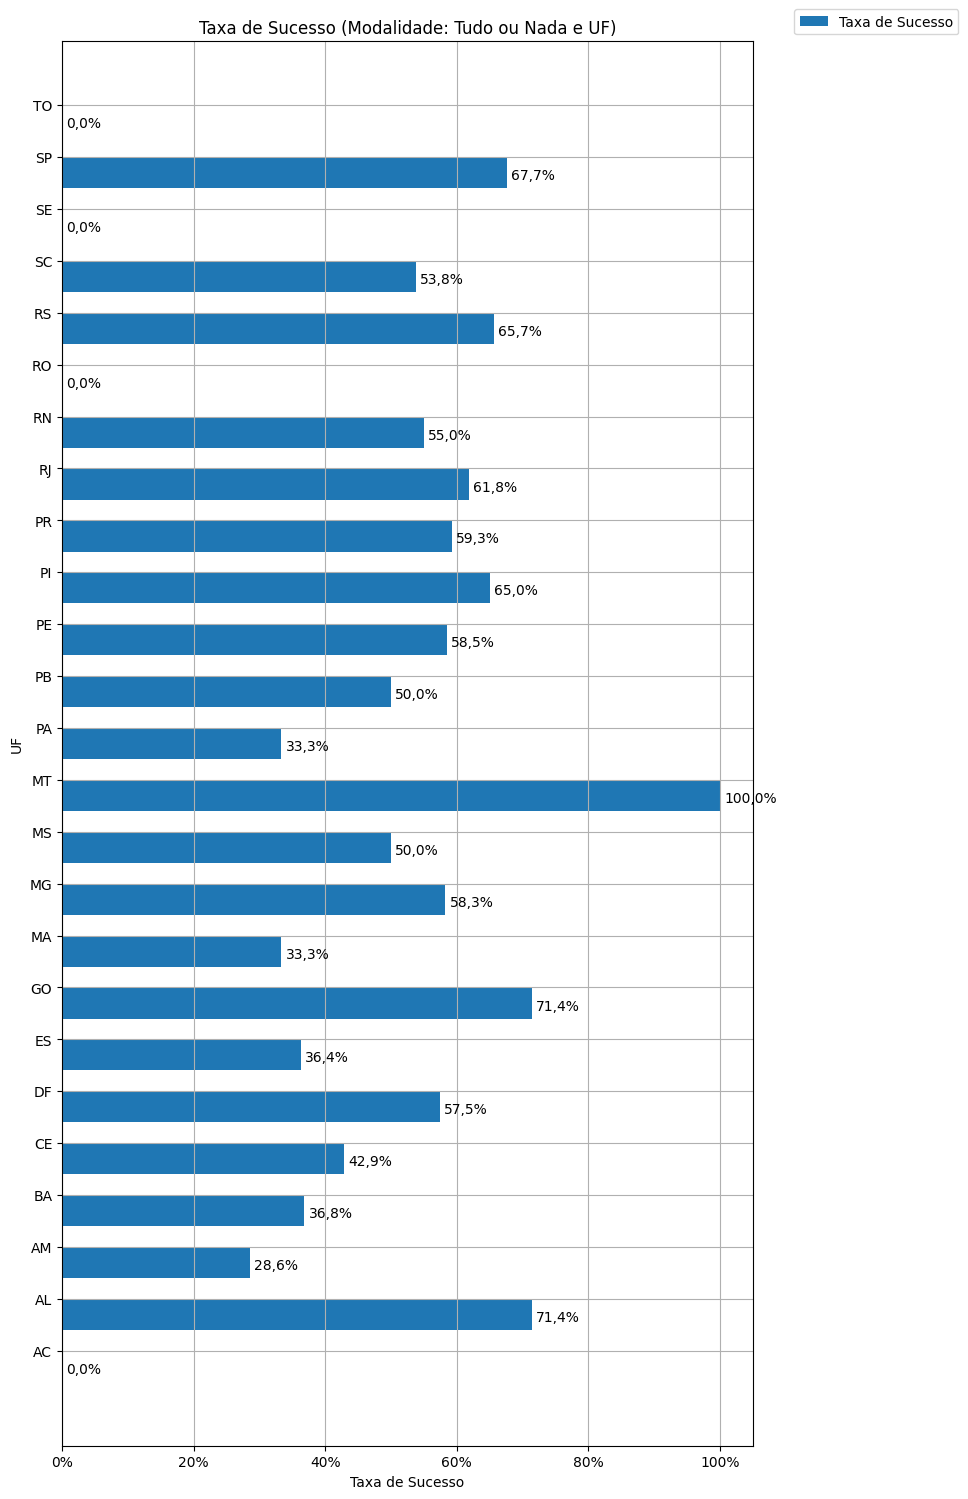 Taxa de Sucesso (Modalidade: Tudo ou Nada e UF)
Taxa de Sucesso
TO
0,0%
SP
67,7%
SE
0,0%
SC
53,8%
RS
65,7%
RO
0,0%
RN
55,0%
RJ
61,8%
PR
59,3%
PI
65,0%
PE
58,5%
PB
50,0%
PA
33,3%
UF
MT
100,0%
MS
50,0%
MG
58,3%
MA
33,3%
GO
71,4%
ES
36,4%
DF
57,5%
CE
42,9%
BA
36,8%
AM
28,6%
AL
71,4%
AC
0,0%
0% 20% 40% 60% 80% 100%
Taxa de Sucesso